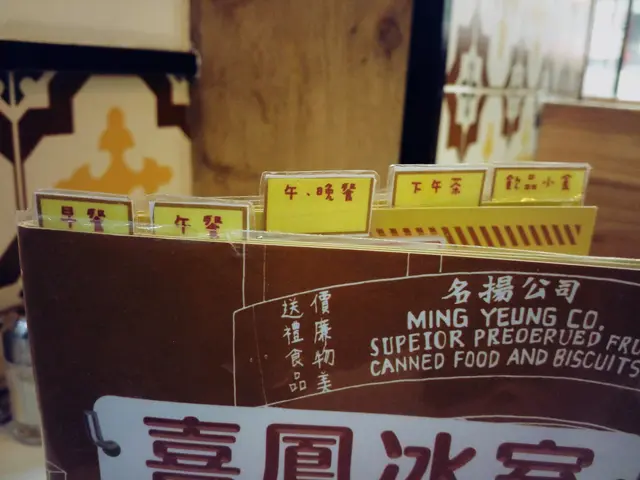 早餐
午餐
午、晚餐
下午茶
飲品小食
名揚公司
MING YEUNG CO.
SUPEIOR PREDERUED FRU
CANNED FOOD AND BISCUITS
價廉物美
送禮食品
喜鳳冰室